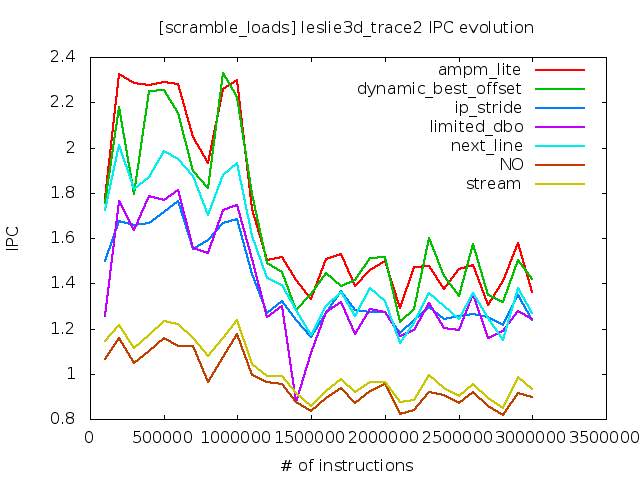 [scramble_loads] leslie3d_trace2 IPC evolution
2.4
2.2
2
1.8
1.6
1.4
1.2
1
0.8
IPC
ampm_lite
dynamic_best_offset
ip_stride
limited_dbo
next_line
NO
stream
0 500000 1000000 1500000 2000000 2500000 3000000 3500000
# of instructions